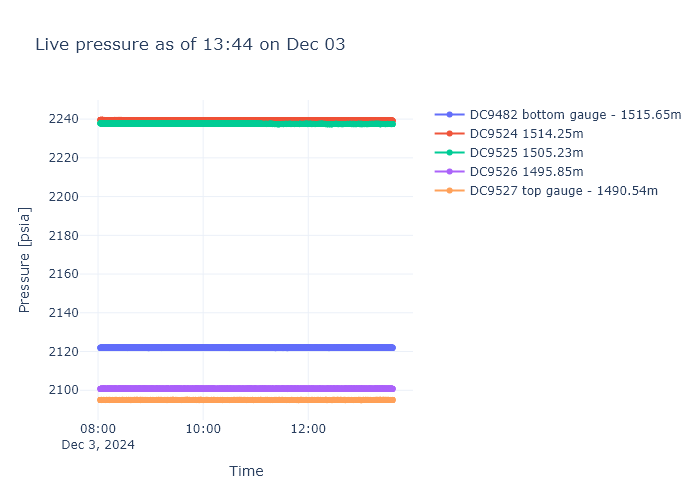 Live pressure as of 13:44 on Dec 03
DC9482 bottom gauge - 1515.65m
DC9524 1514.25m
DC9525 1505.23m
DC9526 1495.85m
DC9527 top gauge - 1490.54m
Pressure [psia]
2240
2220
2200
2180
2160
2140
2120
2100
08:00
10:00
12:00
Dec 3, 2024
Time